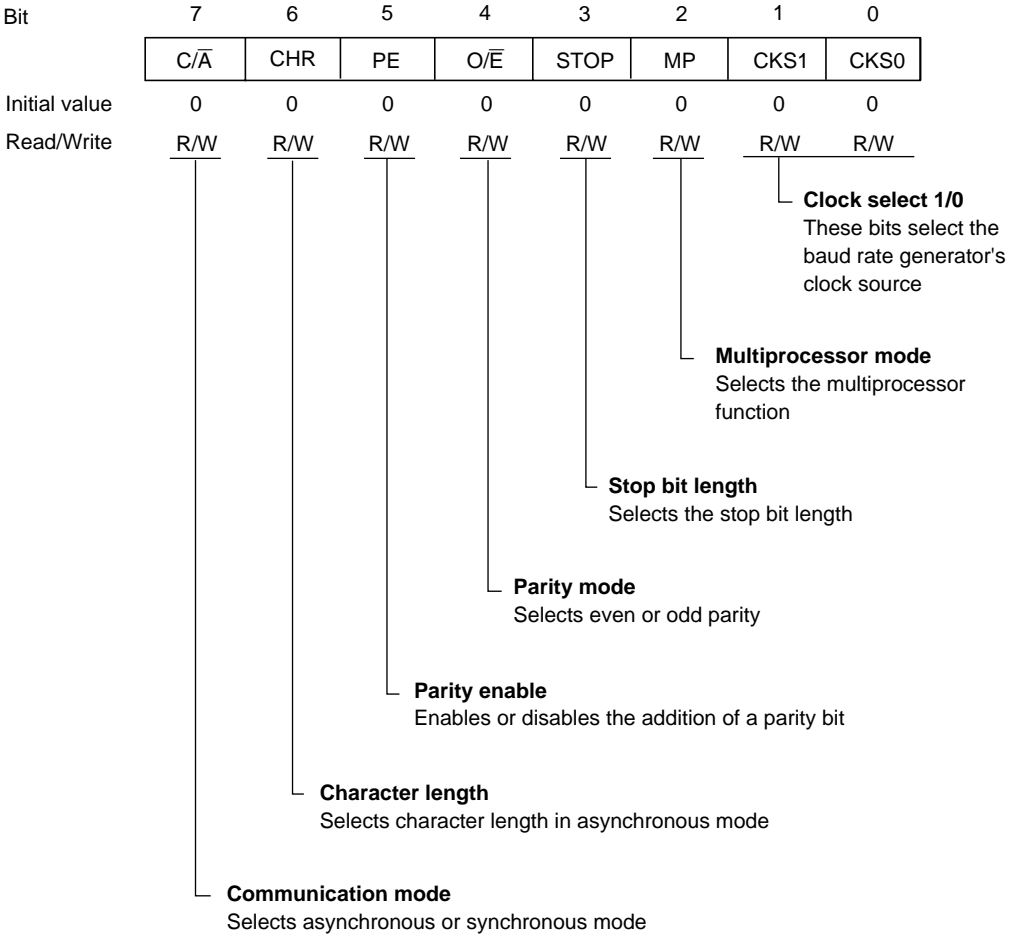 Bit 7 6 5 4 3 2 1 0
C/A̅ CHR PE O/E̅ STOP MP CKS1 CKS0
Initial value 0 0 0 0 0 0 0 0
Read/Write R/W R/W R/W R/W R/W R/W R/W R/W
Clock select 1/0
These bits select the
baud rate generator's
clock source
Multiprocessor mode
Selects the multiprocessor
function
Stop bit length
Selects the stop bit length
Parity mode
Selects even or odd parity
Parity enable
Enables or disables the addition of a parity bit
Character length
Selects character length in asynchronous mode
Communication mode
Selects asynchronous or synchronous mode